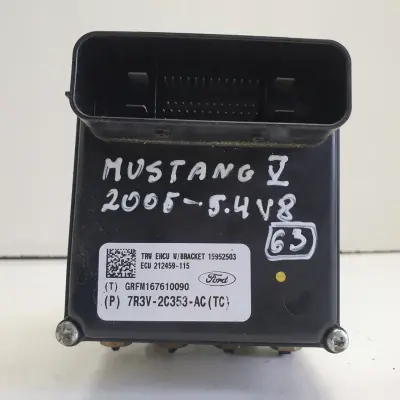 MUSTANG V
2005-5.4V8
63
TRW EHCU W/BRACKET 15952503
ECU 212459-115
Ford
(T) GRFM167610090
(P) 7R3V-2C353-AC(TC)